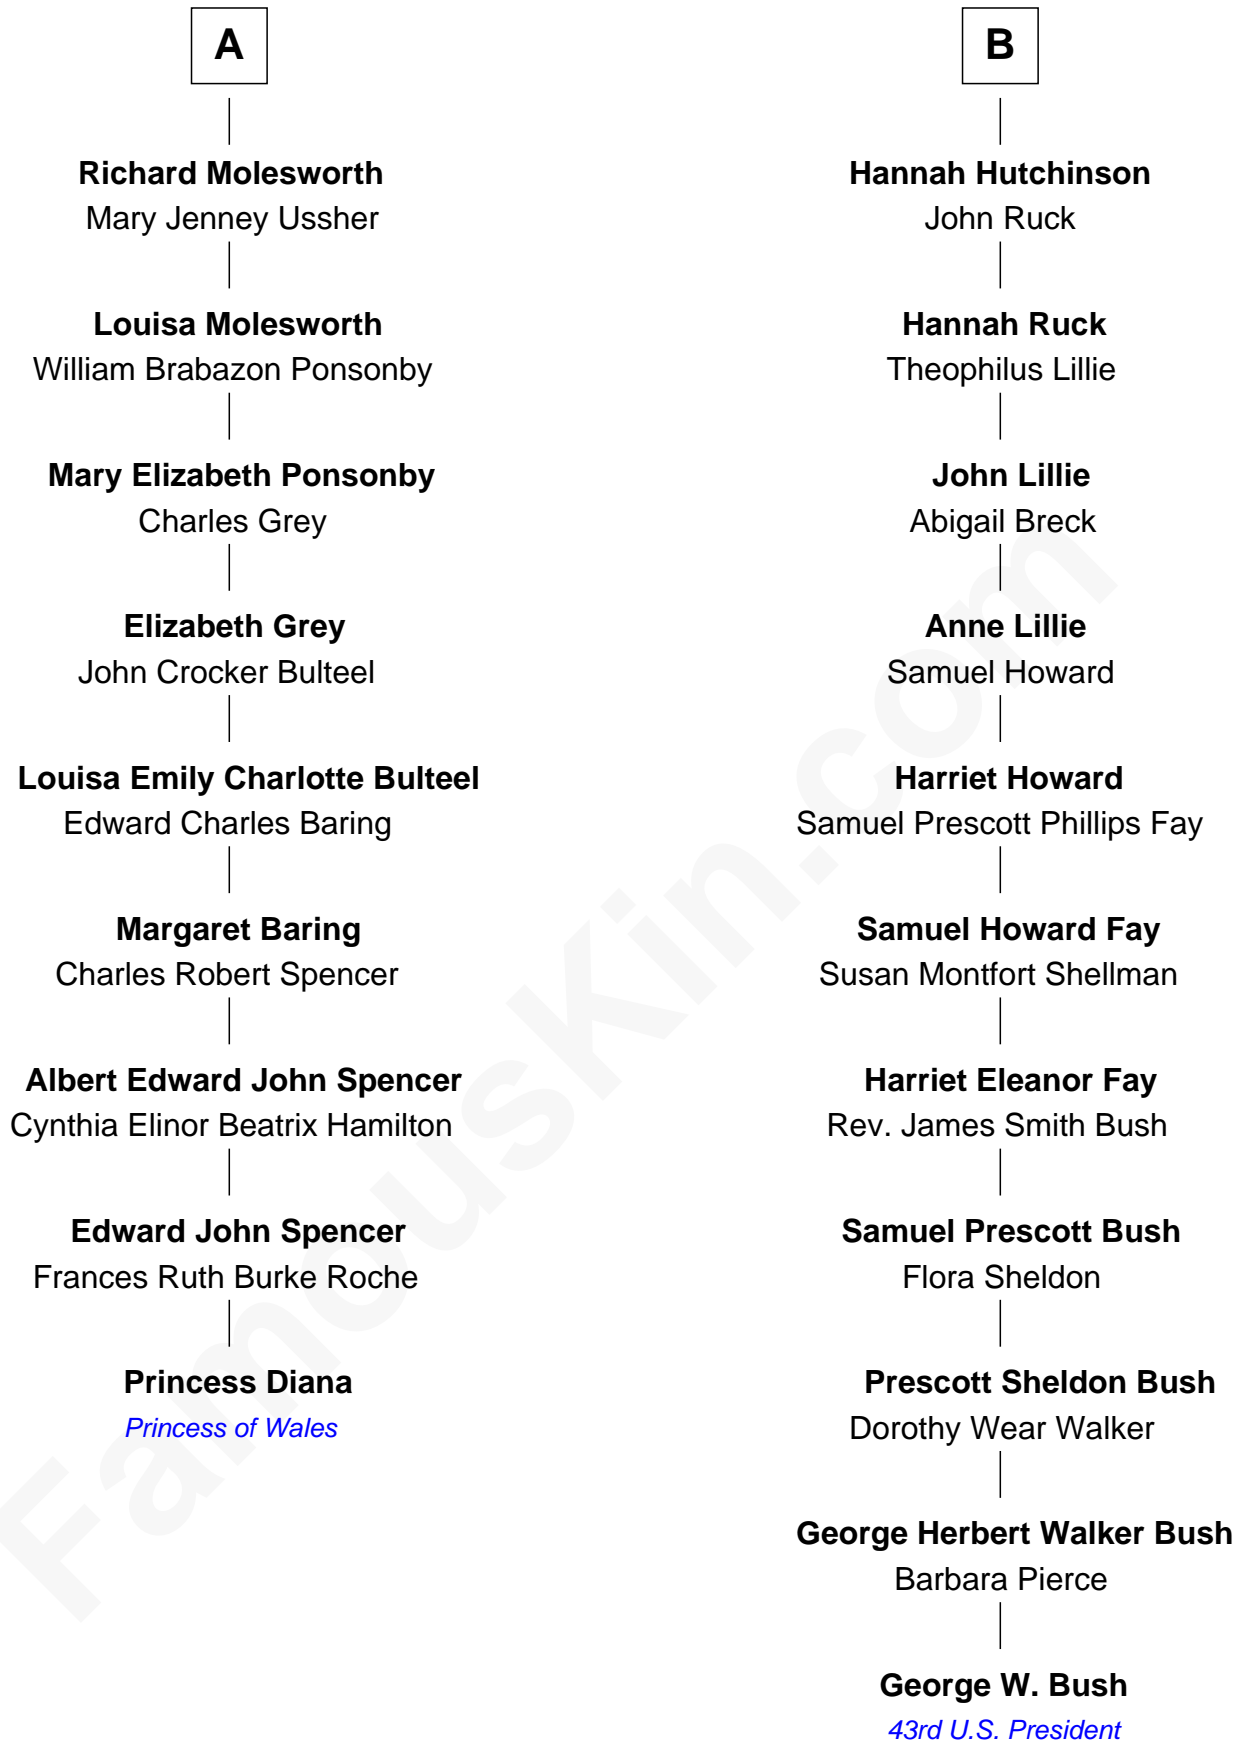 A
Richard Molesworth
Mary Jenney Ussher
Louisa Molesworth
William Brabazon Ponsonby
Mary Elizabeth Ponsonby
Charles Grey
Elizabeth Grey
John Crocker Bulteel
Louisa Emily Charlotte Bulteel
Edward Charles Baring
Margaret Baring
Charles Robert Spencer
Albert Edward John Spencer
Cynthia Elinor Beatrix Hamilton
Edward John Spencer
Frances Ruth Burke Roche
Princess Diana
Princess of Wales
B
Hannah Hutchinson
John Ruck
Hannah Ruck
Theophilus Lillie
John Lillie
Abigail Breck
Anne Lillie
Samuel Howard
Harriet Howard
Samuel Prescott Phillips Fay
Samuel Howard Fay
Susan Montfort Shellman
Harriet Eleanor Fay
Rev. James Smith Bush
Samuel Prescott Bush
Flora Sheldon
Prescott Sheldon Bush
Dorothy Wear Walker
George Herbert Walker Bush
Barbara Pierce
George W. Bush
43rd U.S. President
FamousKin.com